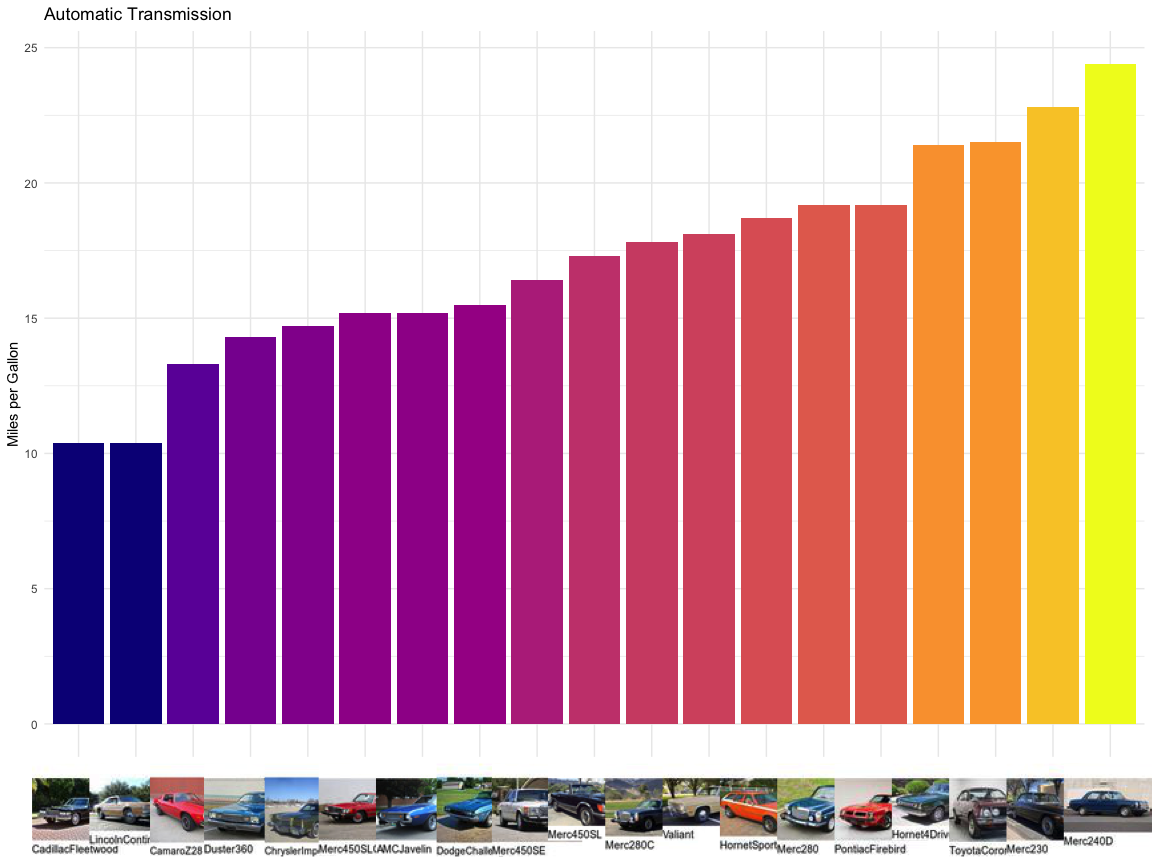 Automatic Transmission
25
20
15
10
5
0
Miles per Gallon
CadillacFleetwood
LincolnContin
CamaroZ28
Duster360
ChryslerImp
Merc450SLC
AMCJavelin
DodgeChalle
Merc450SE
Merc450SL
Merc280C
Valiant
HornetSport
Merc280
PontiacFirebird
Hornet4Driv
ToyotaCoron
Merc230
Merc240D